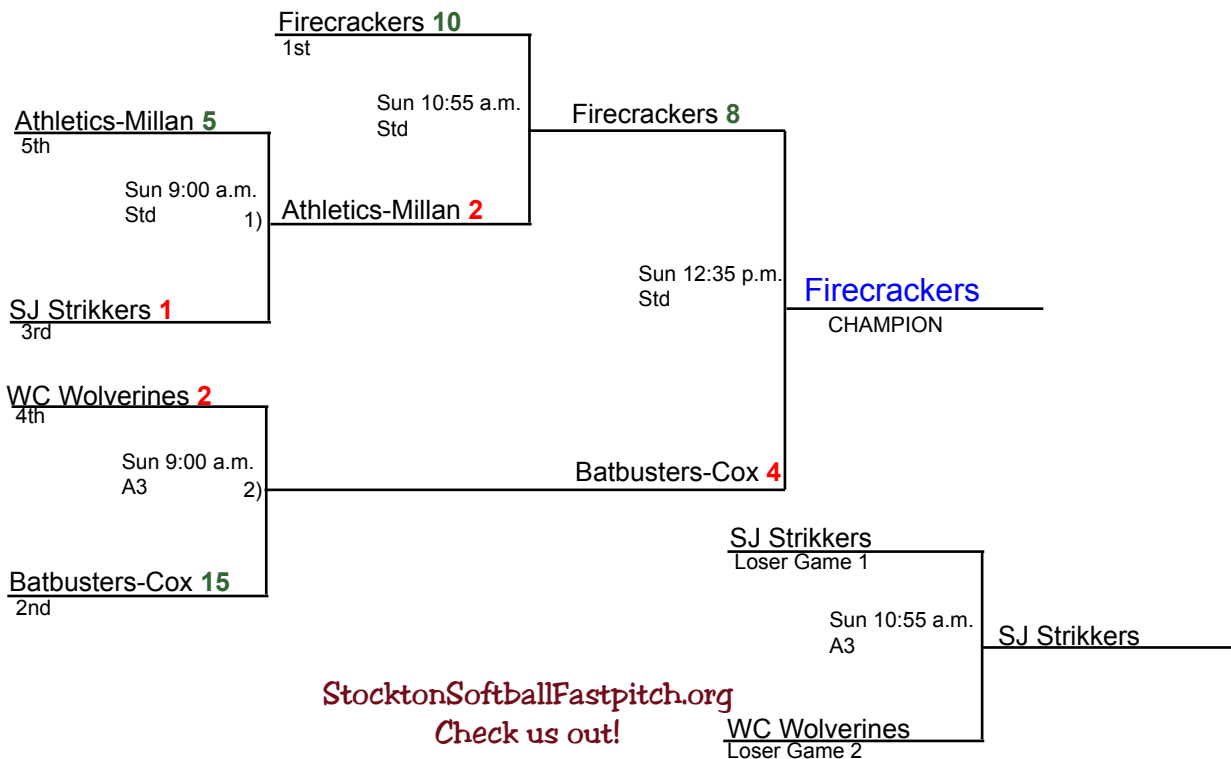 Firecrackers 10
1st
Athletics-Millan 5
5th
Sun 10:55 a.m.
Std
Firecrackers 8
Sun 9:00 a.m.
Std
1)
Athletics-Millan 2
SJ Strikkers 1
3rd
Sun 12:35 p.m.
Std
Firecrackers
CHAMPION
WC Wolverines 2
4th
Sun 9:00 a.m.
A3
2)
Batbusters-Cox 4
Batbusters-Cox 15
2nd
SJ Strikkers
Loser Game 1
Sun 10:55 a.m.
A3
SJ Strikkers
WC Wolverines
Loser Game 2
StocktonSoftballFastpitch.org
Check us out!